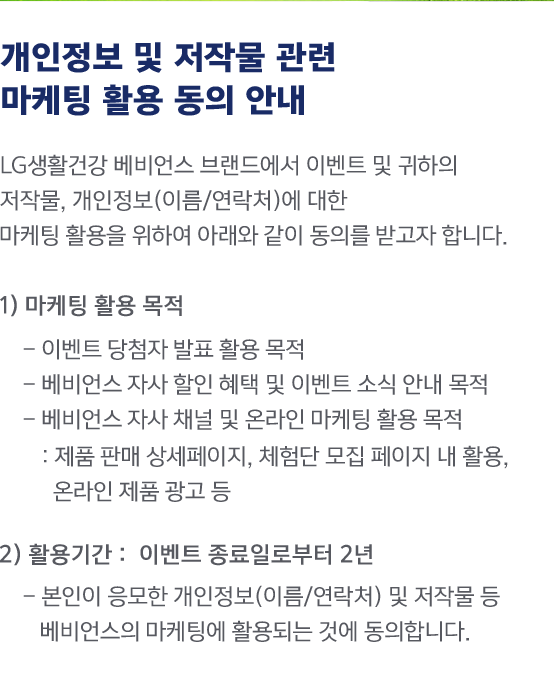 개인정보 및 저작물 관련
마케팅 활용 동의 안내
LG생활건강 베비언스 브랜드에서 이벤트 및 귀하의
저작물, 개인정보(이름/연락처)에 대한
마케팅 활용을 위하여 아래와 같이 동의를 받고자 합니다.
1) 마케팅 활용 목적
– 이벤트 당첨자 발표 활용 목적
– 베비언스 자사 할인 혜택 및 이벤트 소식 안내 목적
– 베비언스 자사 채널 및 온라인 마케팅 활용 목적
: 제품 판매 상세페이지, 체험단 모집 페이지 내 활용,
온라인 제품 광고 등
2) 활용기간 :  이벤트 종료일로부터 2년
– 본인이 응모한 개인정보(이름/연락처) 및 저작물 등
베비언스의 마케팅에 활용되는 것에 동의합니다.